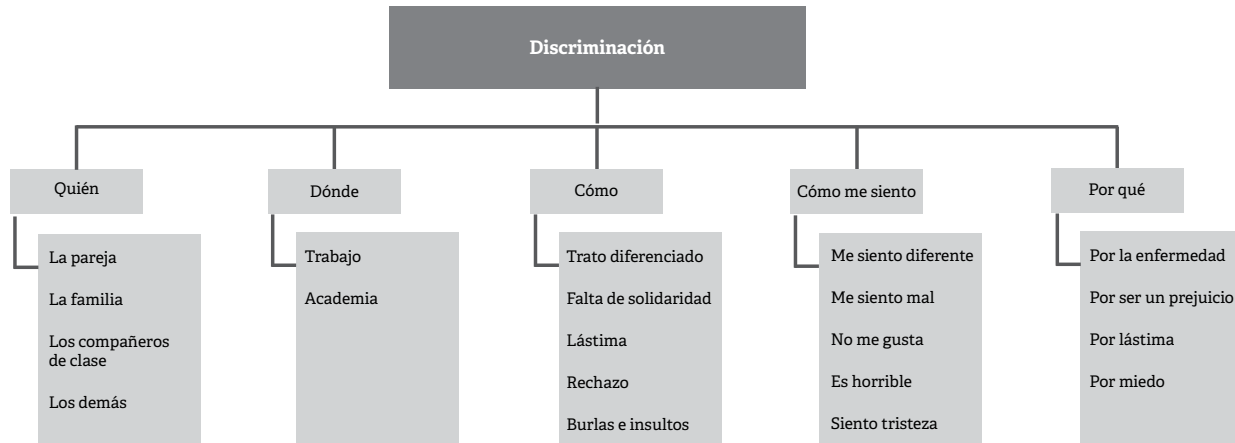 Discriminación
Quién
La pareja
La familia
Los compañeros
de clase
Los demás
Dónde
Trabajo
Academia
Cómo
Trato diferenciado
Falta de solidaridad
Lástima
Rechazo
Burlas e insultos
Cómo me siento
Me siento diferente
Me siento mal
No me gusta
Es horrible
Siento tristeza
Por qué
Por la enfermedad
Por ser un prejuicio
Por lástima
Por miedo